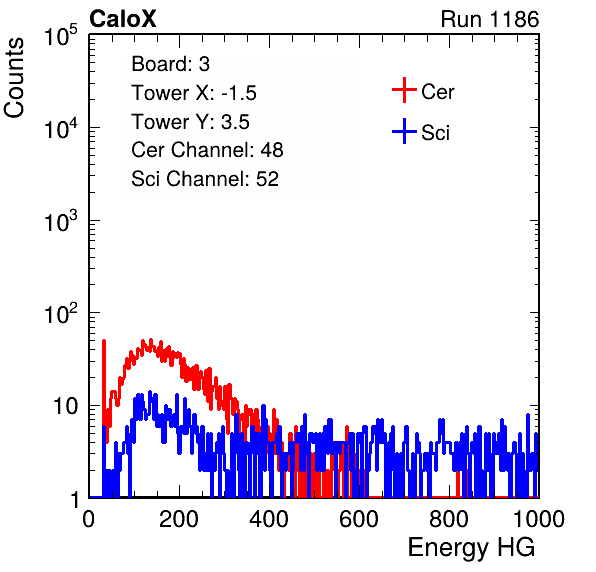 CaloX Run 1186
Counts
Board: 3
Tower X: -1.5
Tower Y: 3.5
Cer Channel: 48
Sci Channel: 52
Cer
Sci
10^5
10^4
10^3
10^2
10
1
0 200 400 600 800 1000
Energy HG